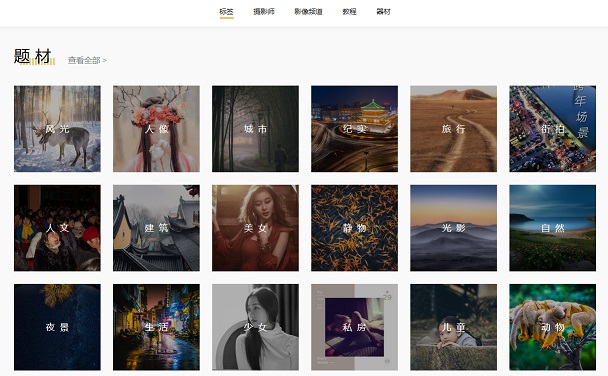 标签 摄影师 影像频道 教程 器材
题材 查看全部 >
风光 人像 城市 纪实 旅行 街拍
跨年场景
人文 建筑 美女 静物 光影 自然
夜景 生活 少女 私房 儿童 动物
29